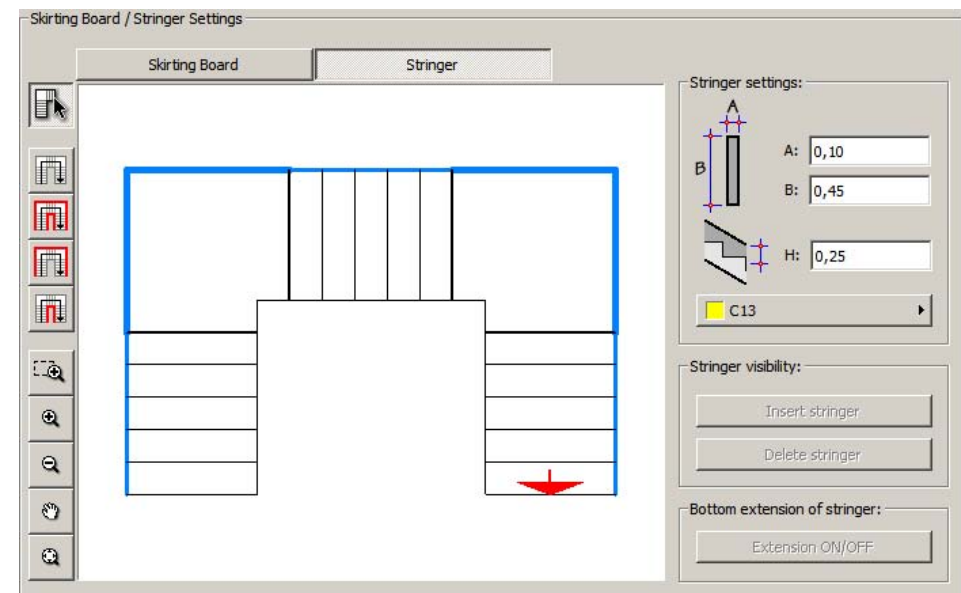 Skirting Board / Stringer Settings
Skirting Board
Stringer
Stringer settings:
A
B
A: 0,10
B: 0,45
H: 0,25
C13
Stringer visibility:
Insert stringer
Delete stringer
Bottom extension of stringer:
Extension ON/OFF